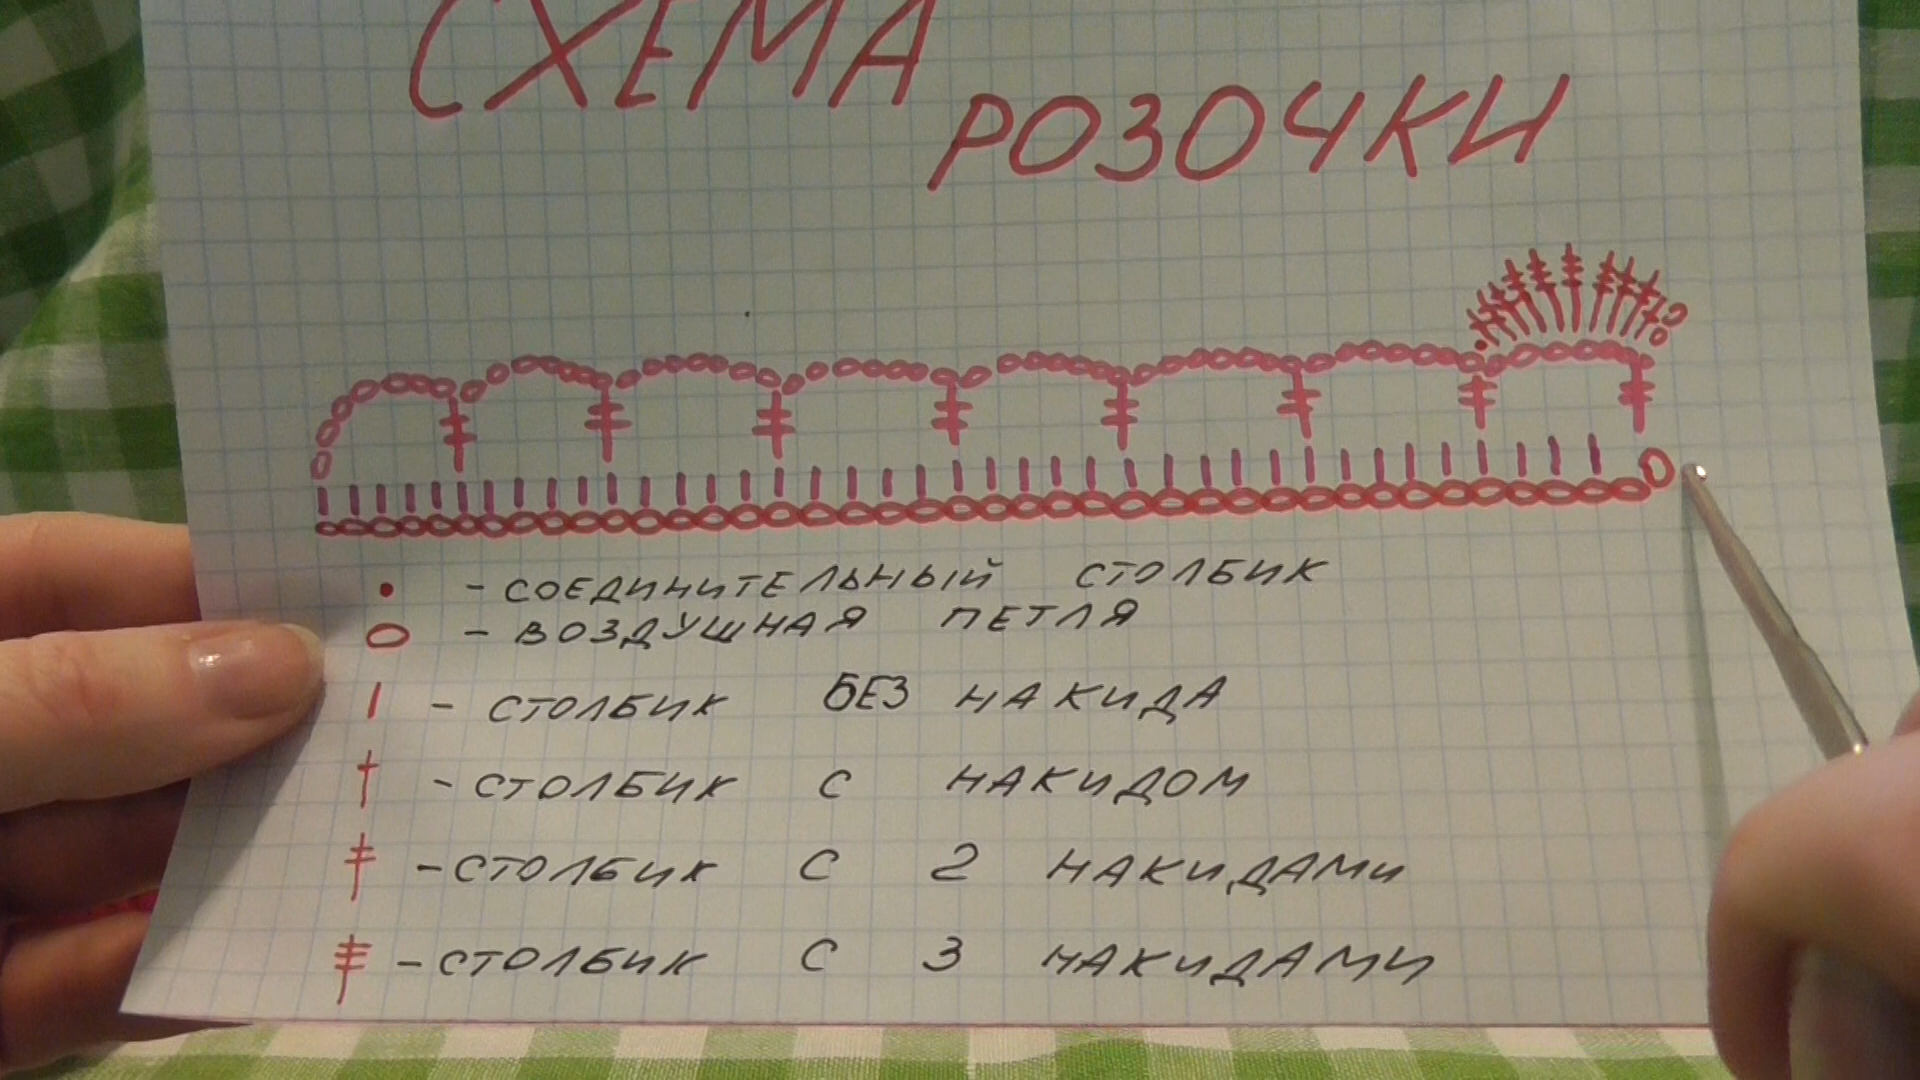 СХЕМА
РОЗОЧКИ
- СОЕДИНИТЕЛЬНЫЙ СТОЛБИК
- ВОЗДУШНАЯ ПЕТЛЯ
- СТОЛБИК БЕЗ НАКИДА
- СТОЛБИК С НАКИДОМ
- СТОЛБИК С 2 НАКИДАМИ
- СТОЛБИК С 3 НАКИДАМИ